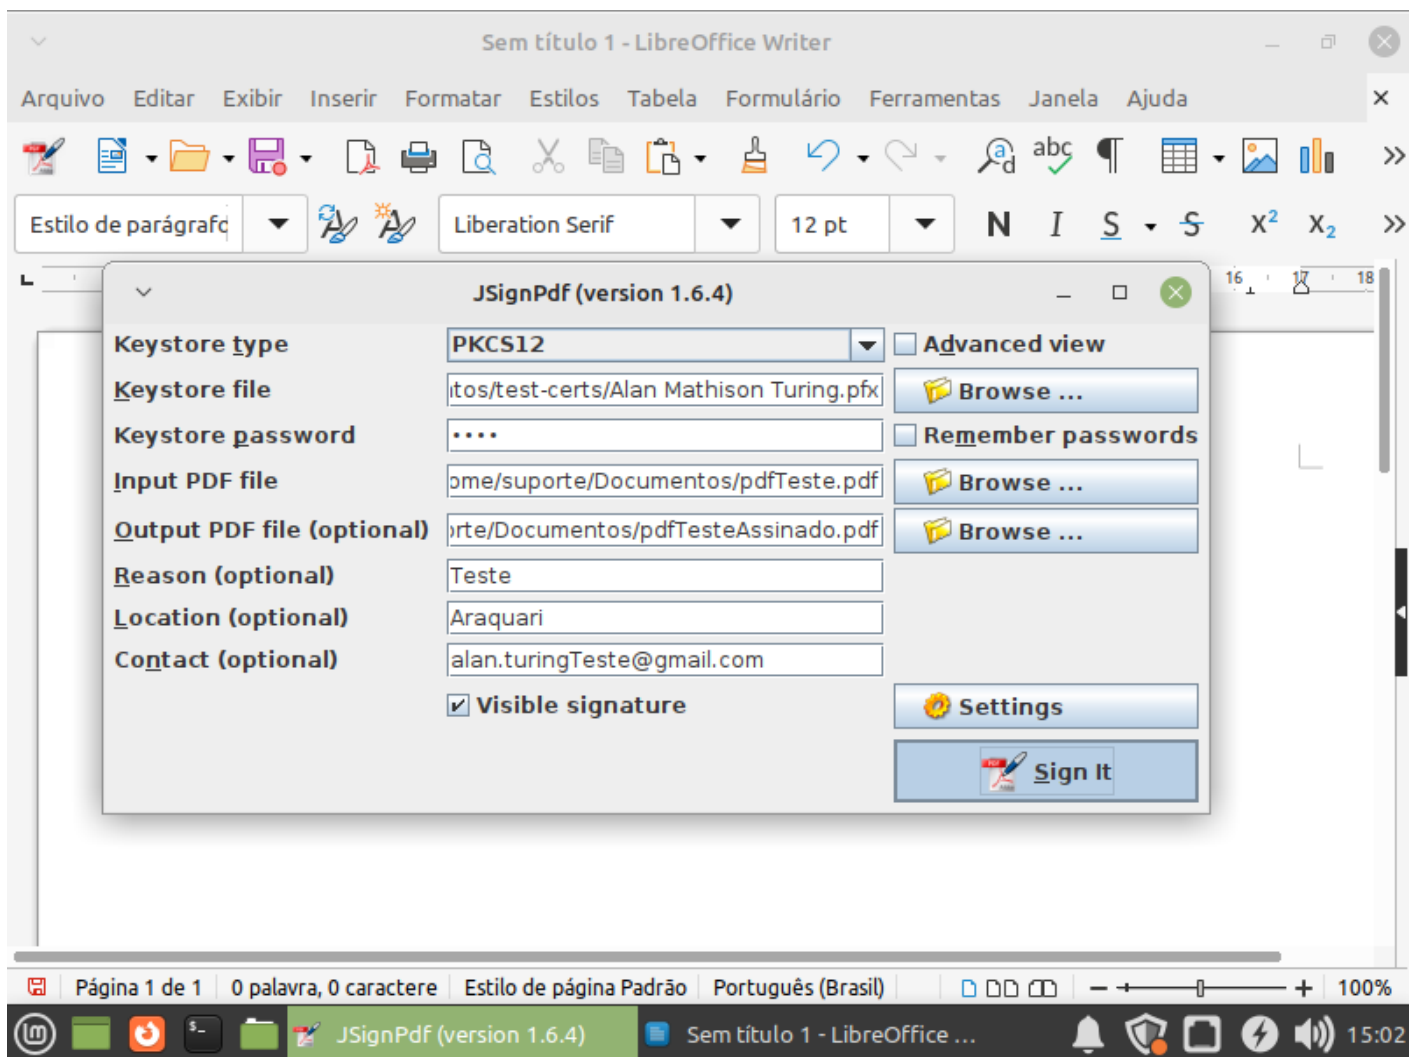 Sem título 1 - LibreOffice Writer
Arquivo Editar Exibir Inserir Formatar Estilos Tabela Formulário Ferramentas Janela Ajuda
Estilo de parágrafo Liberation Serif 12 pt N I S S X² X₂
16 17 18
JSignPdf (version 1.6.4)
Keystore type PKCS12 Advanced view
Keystore file itos/test-certs/Alan Mathison Turing.pfx Browse ...
Keystore password •••• Remember passwords
Input PDF file ome/suporte/Documentos/pdfTeste.pdf Browse ...
Output PDF file (optional) orte/Documentos/pdfTesteAssinado.pdf Browse ...
Reason (optional) Teste
Location (optional) Araquari
Contact (optional) alan.turingTeste@gmail.com
Visible signature Settings
Sign It
Página 1 de 1 0 palavra, 0 caractere Estilo de página Padrão Português (Brasil) 100%
JSignPdf (version 1.6.4) Sem título 1 - LibreOffice ... 15:02